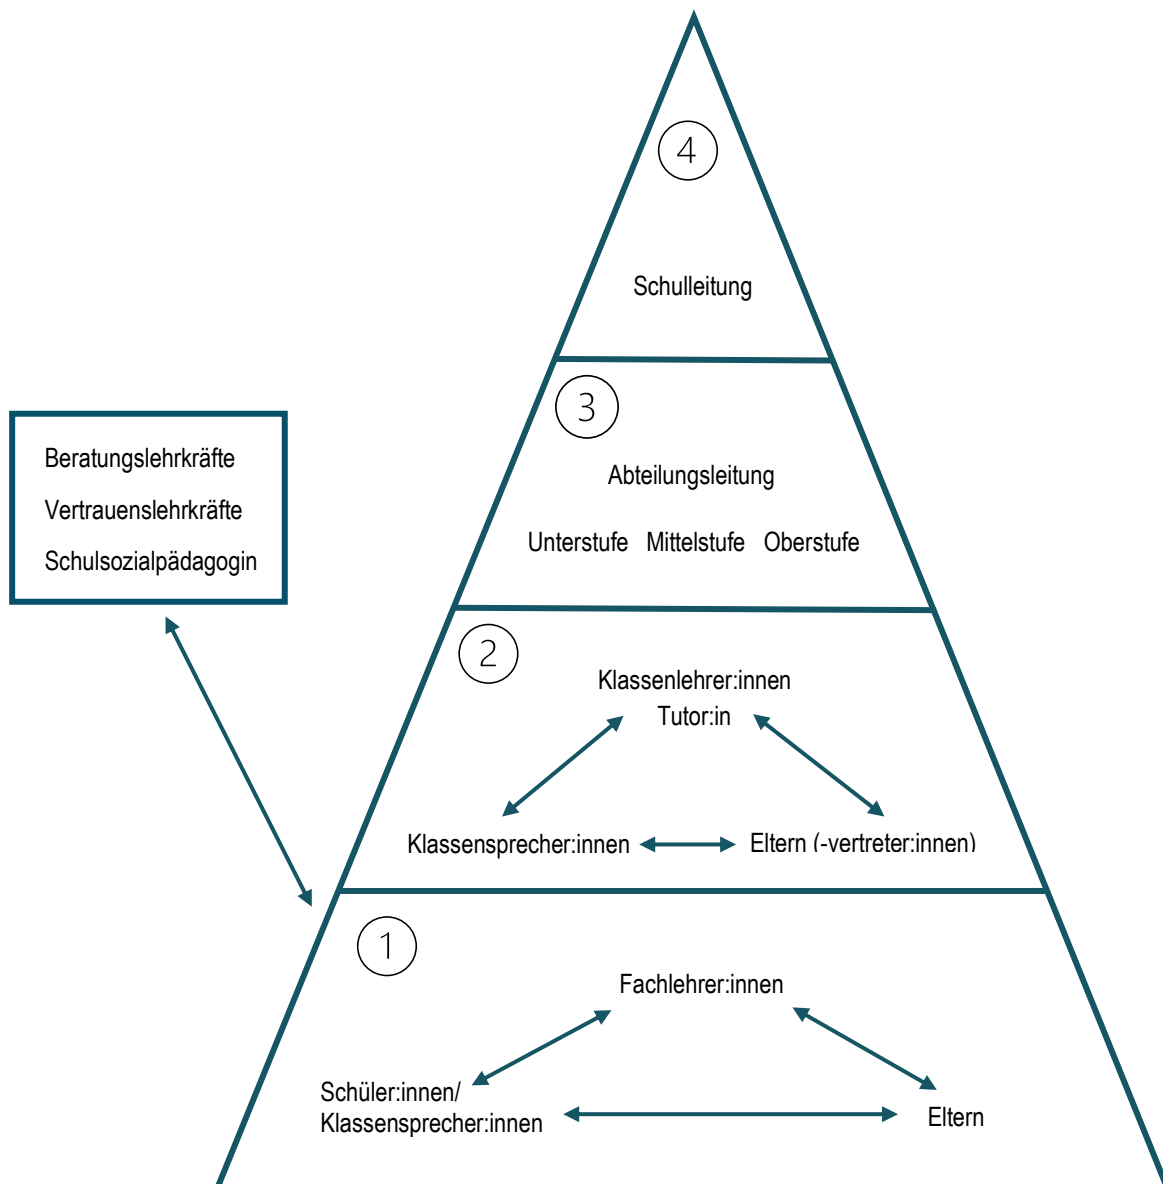 4
Schulleitung
3
Abteilungsleitung
Unterstufe Mittelstufe Oberstufe
Beratungslehrkräfte
Vertrauenslehrkräfte
Schulsozialpädagogin
2
Klassenlehrer:innen
Tutor:in
Klassensprecher:innen
Eltern (-vertreter:innen)
1
Fachlehrer:innen
Schüler:innen/
Klassensprecher:innen
Eltern